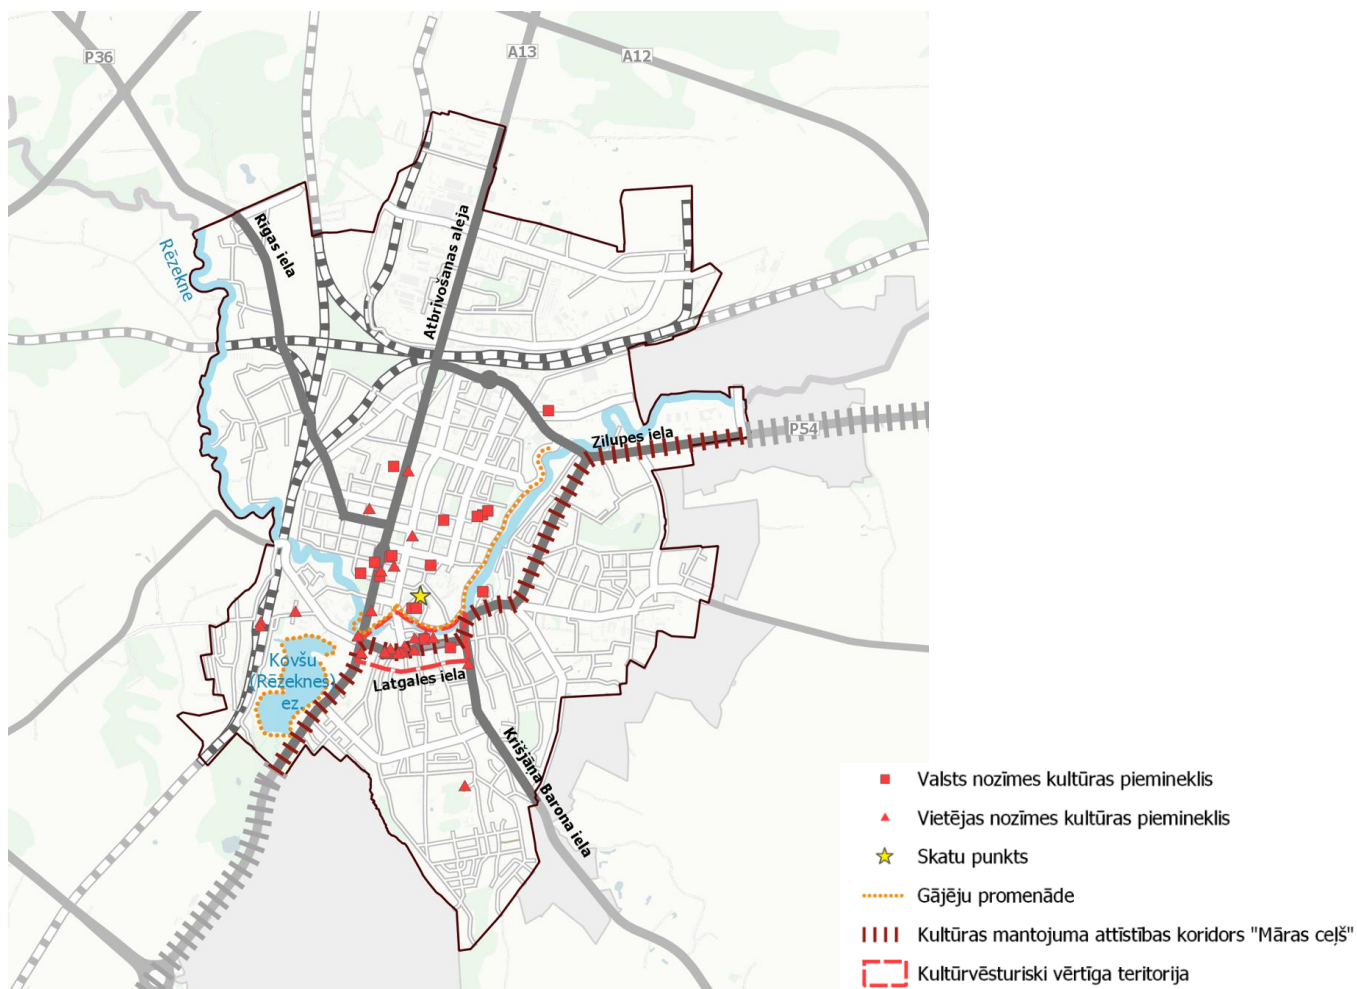 P36
A13
A12
Rīgas iela
Atbrīvošanas aleja
Rēzekne
Zilupes iela
P54
Kovšu
(Rēzeknes)
ez.
Latgales iela
Krišjāņa Barona iela
Valsts nozīmes kultūras piemineklis
Vietējas nozīmes kultūras piemineklis
Skatu punkts
Gājēju promenāde
Kultūras mantojuma attīstības koridors "Māras ceļš"
Kultūrvēsturiski vērtīga teritorija